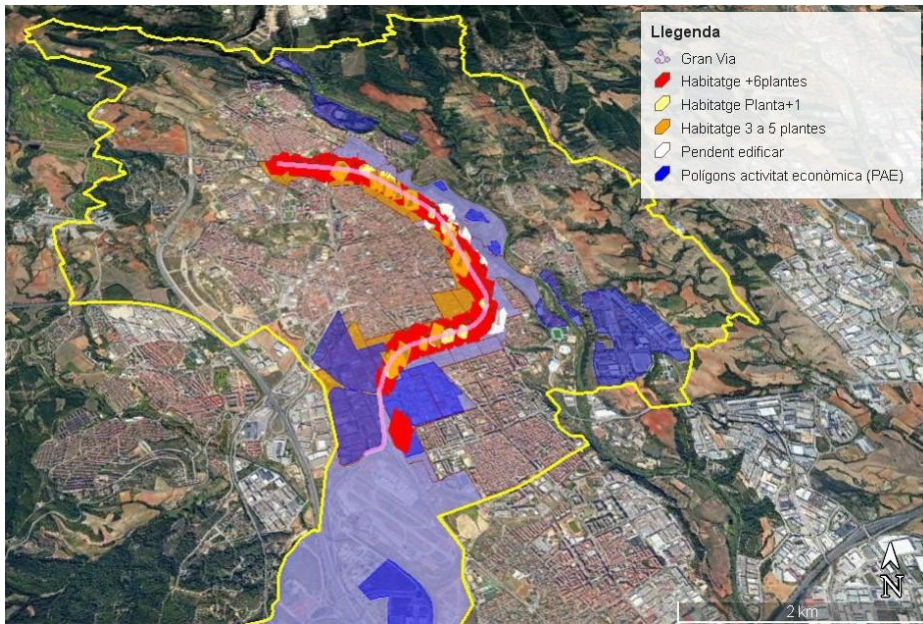 Llegenda
Gran Via
Habitatge +6plantes
Habitatge Planta+1
Habitatge 3 a 5 plantes
Pendent edificar
Polígons activitat econòmica (PAE)
N
2 km